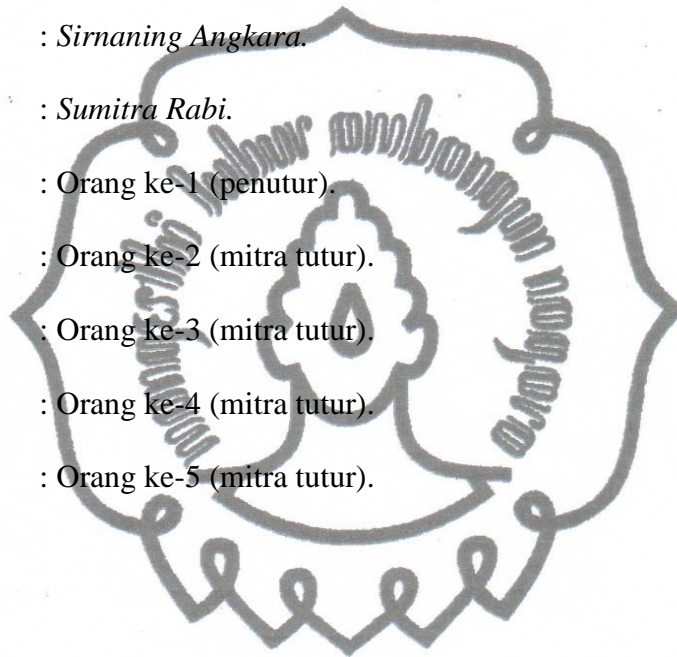 : Sirnaning Angkara.
: Sumitra Rabi.
: Orang ke-1 (penutur).
: Orang ke-2 (mitra tutur).
: Orang ke-3 (mitra tutur).
: Orang ke-4 (mitra tutur).
: Orang ke-5 (mitra tutur).